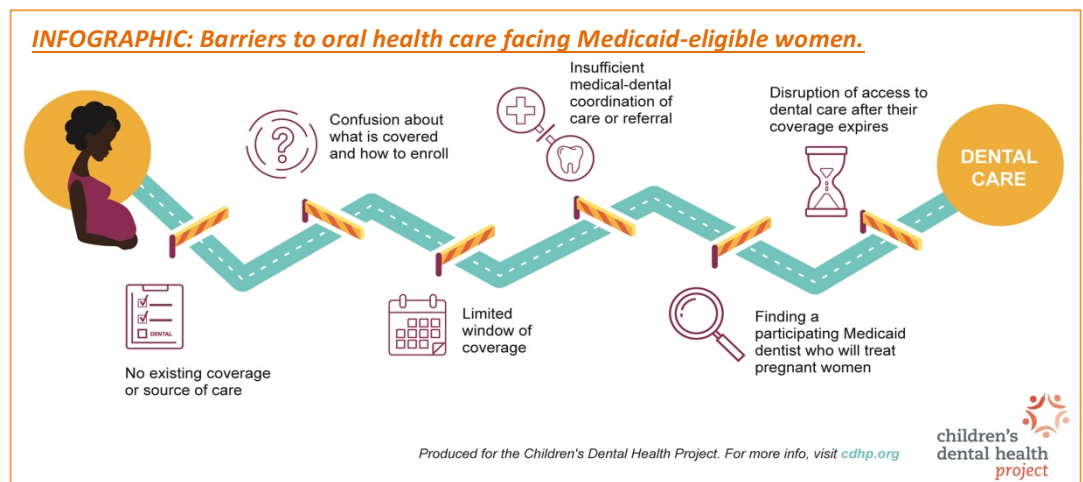 INFOGRAPHIC: Barriers to oral health care facing Medicaid-eligible women.
No existing coverage
or source of care
DENTAL
Confusion about
what is covered
and how to enroll
Limited
window of
coverage
Insufficient
medical-dental
coordination of
care or referral
Finding a
participating Medicaid
dentist who will treat
pregnant women
Disruption of access to
dental care after their
coverage expires
DENTAL
CARE
Produced for the Children's Dental Health Project. For more info, visit cdhp.org
children's
dental health
project